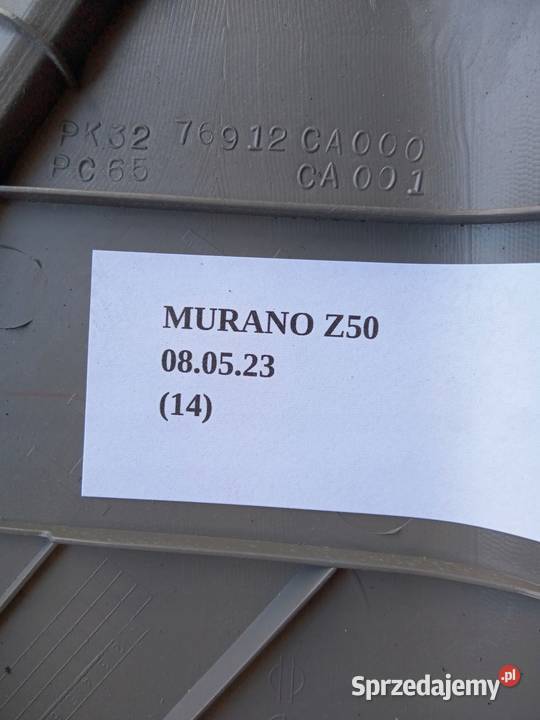 PK32 76912 CA000
PC65 CA001
MURANO Z50
08.05.23
(14)
Sprzedajemy.pl